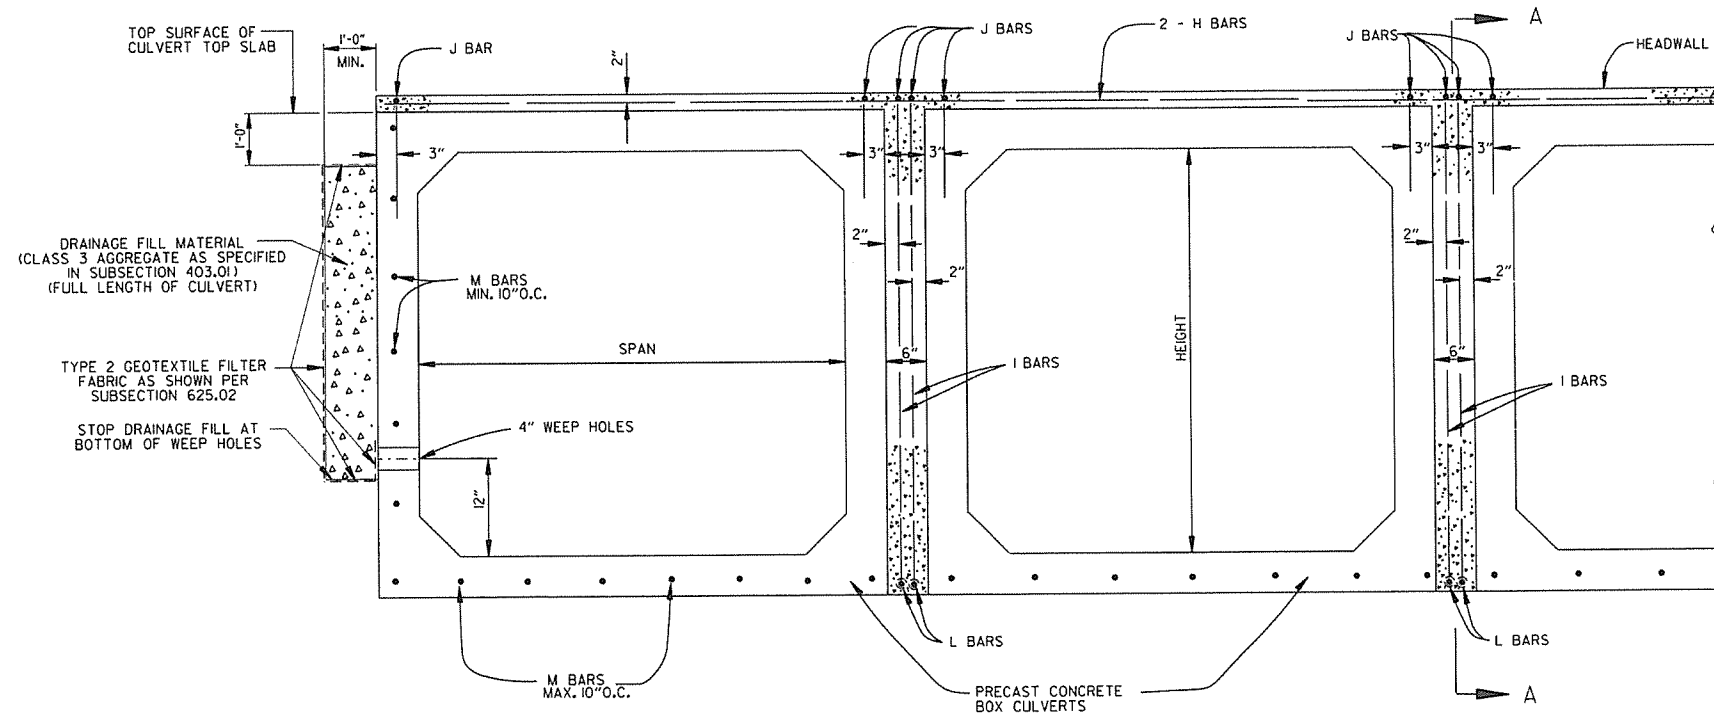 TOP SURFACE OF
CULVERT TOP SLAB
1'-0"
MIN.
J BAR
2"
J BARS
2 - H BARS
J BARS
A
HEADWALL
1'-0"
3"
3"
3"
3"
3"
DRAINAGE FILL MATERIAL
(CLASS 3 AGGREGATE AS SPECIFIED
IN SUBSECTION 403.01)
(FULL LENGTH OF CULVERT)
M BARS
MIN. 10" O.C.
2"
2"
2"
2"
SPAN
HEIGHT
6"
6"
I BARS
I BARS
TYPE 2 GEOTEXTILE FILTER
FABRIC AS SHOWN PER
SUBSECTION 625.02
STOP DRAINAGE FILL AT
BOTTOM OF WEEP HOLES
4" WEEP HOLES
12"
L BARS
L BARS
M BARS
MAX. 10" O.C.
PRECAST CONCRETE
BOX CULVERTS
A